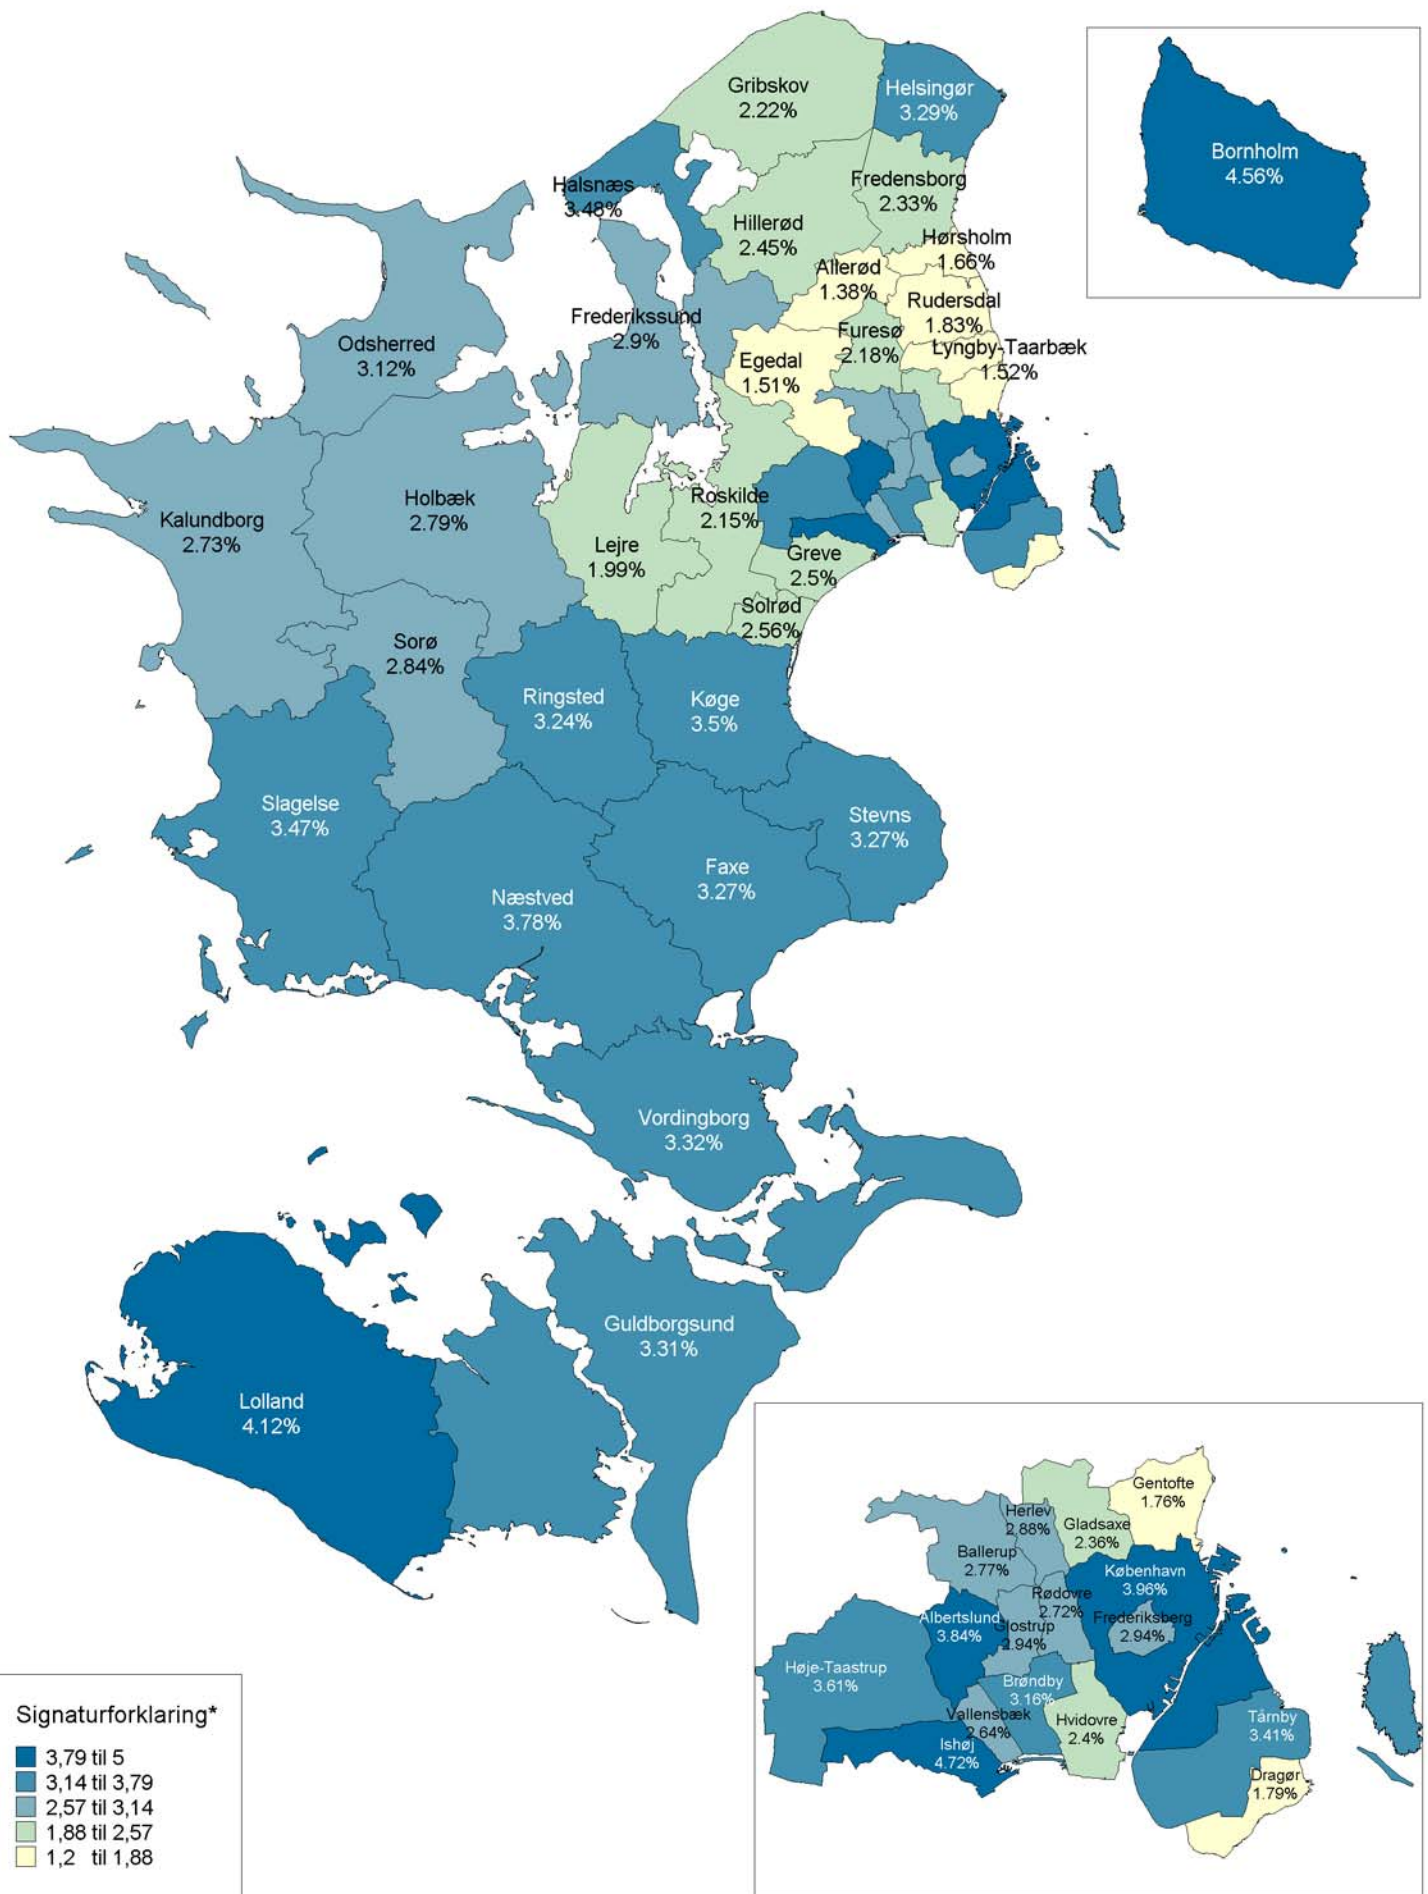 Gribskov
2.22%
Helsingør
3.29%
Bornholm
4.56%
Halsnæs
3.48%
Fredensborg
2.33%
Hillerød
2.45%
Hørsholm
1.66%
Allerød
1.38%
Rudersdal
1.83%
Frederikssund
2.9%
Furesø
2.18%
Odsherred
3.12%
Lyngby-Taarbæk
1.52%
Egedal
1.51%
Holbæk
2.79%
Roskilde
2.15%
Kalundborg
2.73%
Lejre
1.99%
Greve
2.5%
Solrød
2.56%
Sorø
2.84%
Ringsted
3.24%
Køge
3.5%
Slagelse
3.47%
Stevns
3.27%
Faxe
3.27%
Næstved
3.78%
Vordingborg
3.32%
Guldborgsund
3.31%
Lolland
4.12%
Gentofte
1.76%
Herlev
2.88%
Gladsaxe
2.36%
Ballerup
2.77%
København
3.96%
Rødovre
2.72%
Albertslund
3.84%
Glostrup
2.94%
Frederiksberg
2.94%
Høje-Taastrup
3.61%
Brøndby
3.16%
Vallensbæk
2.64%
Hvidovre
2.4%
Tårnby
3.41%
Ishøj
4.72%
Dragør
1.79%
Signaturforklaring*
3,79 til 5
3,14 til 3,79
2,57 til 3,14
1,88 til 2,57
1,2 til 1,88